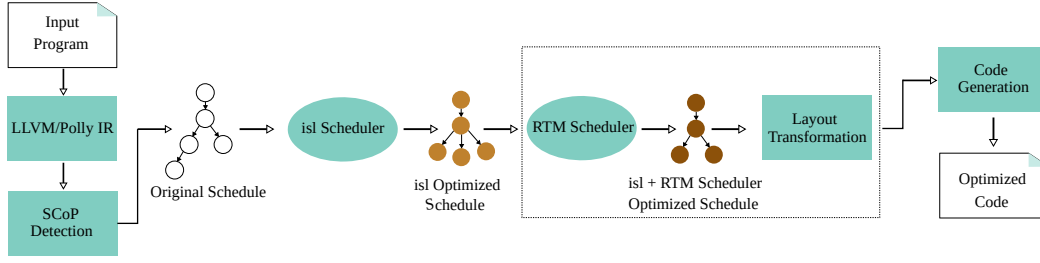 Input
Program
LLVM/Polly IR
SCoP
Detection
Original Schedule
isl Scheduler
isl Optimized
Schedule
RTM Scheduler
isl + RTM Scheduler
Optimized Schedule
Layout
Transformation
Code
Generation
Optimized
Code